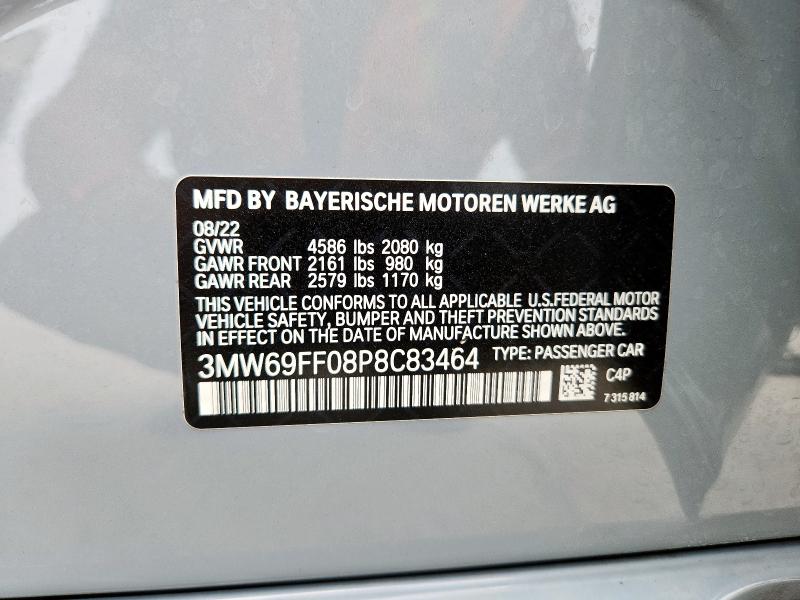 MFD BY BAYERISCHE MOTOREN WERKE AG
08/22
GVWR 4586 lbs 2080 kg
GAWR FRONT 2161 lbs 980 kg
GAWR REAR 2579 lbs 1170 kg
THIS VEHICLE CONFORMS TO ALL APPLICABLE U.S.FEDERAL MOTOR
VEHICLE SAFETY, BUMPER AND THEFT PREVENTION STANDARDS
IN EFFECT ON THE DATE OF MANUFACTURE SHOWN ABOVE.
3MW69FF08P8C83464 TYPE: PASSENGER CAR
C4P
7 315 814